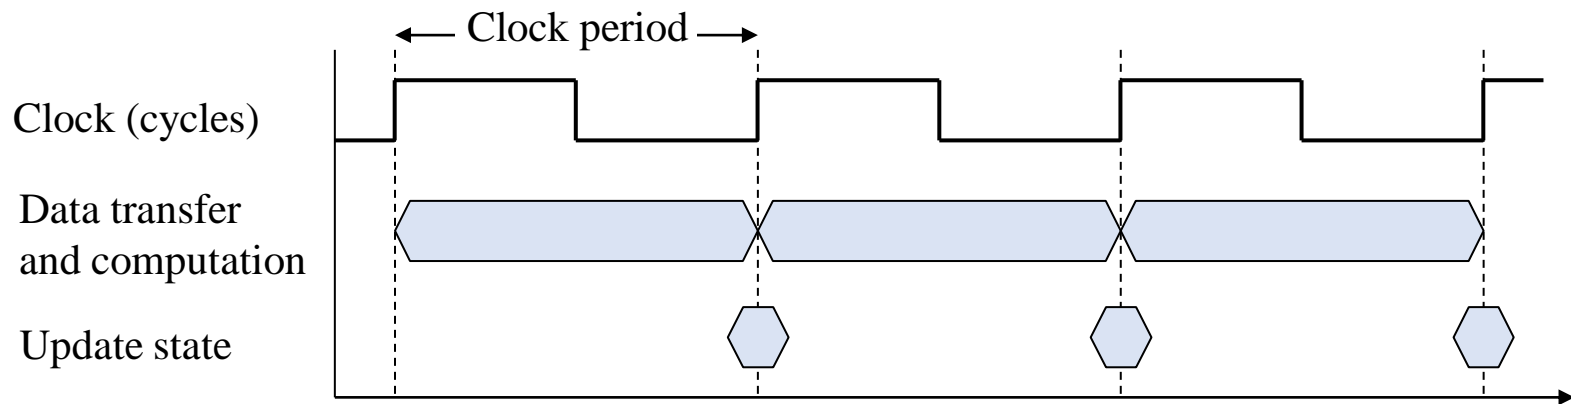 Clock period
Clock (cycles)
Data transfer
and computation
Update state